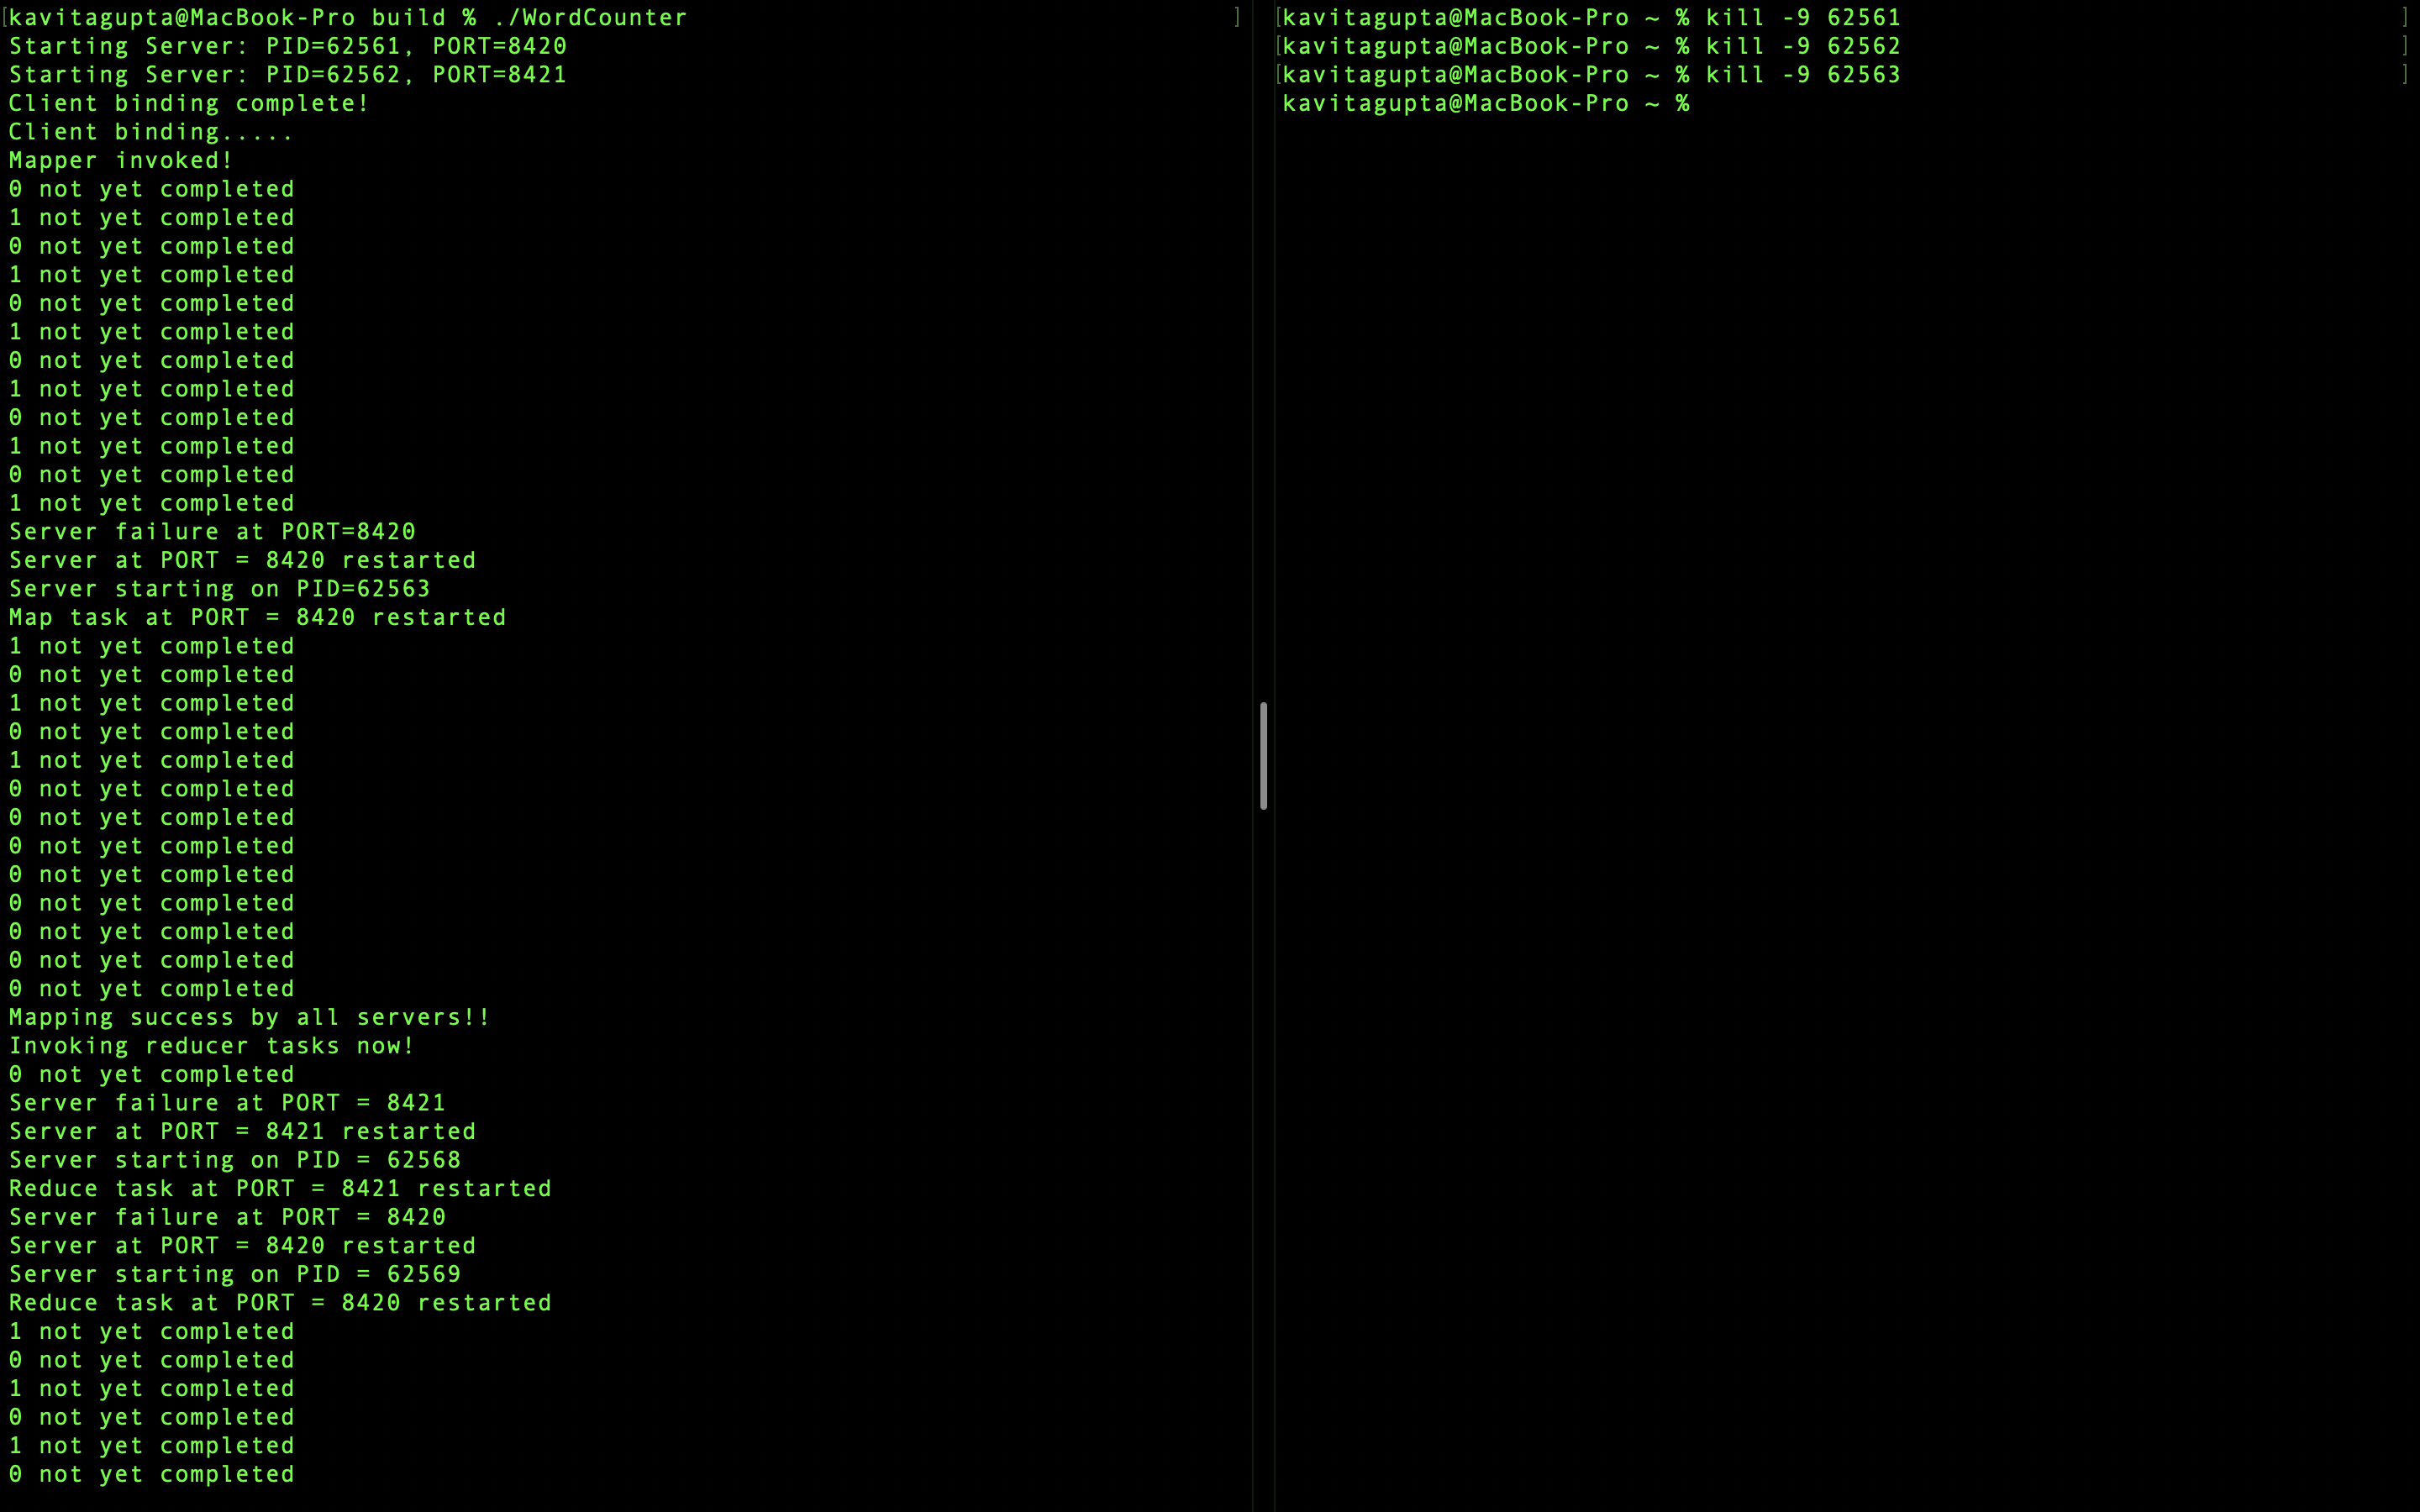 [kavitagupta@MacBook-Pro build % ./WordCounter ]
Starting Server: PID=62561, PORT=8420
Starting Server: PID=62562, PORT=8421
Client binding complete!
Client binding.....
Mapper invoked!
0 not yet completed
1 not yet completed
0 not yet completed
1 not yet completed
0 not yet completed
1 not yet completed
0 not yet completed
1 not yet completed
0 not yet completed
1 not yet completed
0 not yet completed
1 not yet completed
Server failure at PORT=8420
Server at PORT = 8420 restarted
Server starting on PID=62563
Map task at PORT = 8420 restarted
1 not yet completed
0 not yet completed
1 not yet completed
0 not yet completed
1 not yet completed
0 not yet completed
0 not yet completed
0 not yet completed
0 not yet completed
0 not yet completed
0 not yet completed
0 not yet completed
0 not yet completed
Mapping success by all servers!!
Invoking reducer tasks now!
0 not yet completed
Server failure at PORT = 8421
Server at PORT = 8421 restarted
Server starting on PID = 62568
Reduce task at PORT = 8421 restarted
Server failure at PORT = 8420
Server at PORT = 8420 restarted
Server starting on PID = 62569
Reduce task at PORT = 8420 restarted
1 not yet completed
0 not yet completed
1 not yet completed
0 not yet completed
1 not yet completed
0 not yet completed
[kavitagupta@MacBook-Pro ~ % kill -9 62561 ]
[kavitagupta@MacBook-Pro ~ % kill -9 62562 ]
[kavitagupta@MacBook-Pro ~ % kill -9 62563 ]
kavitagupta@MacBook-Pro ~ %